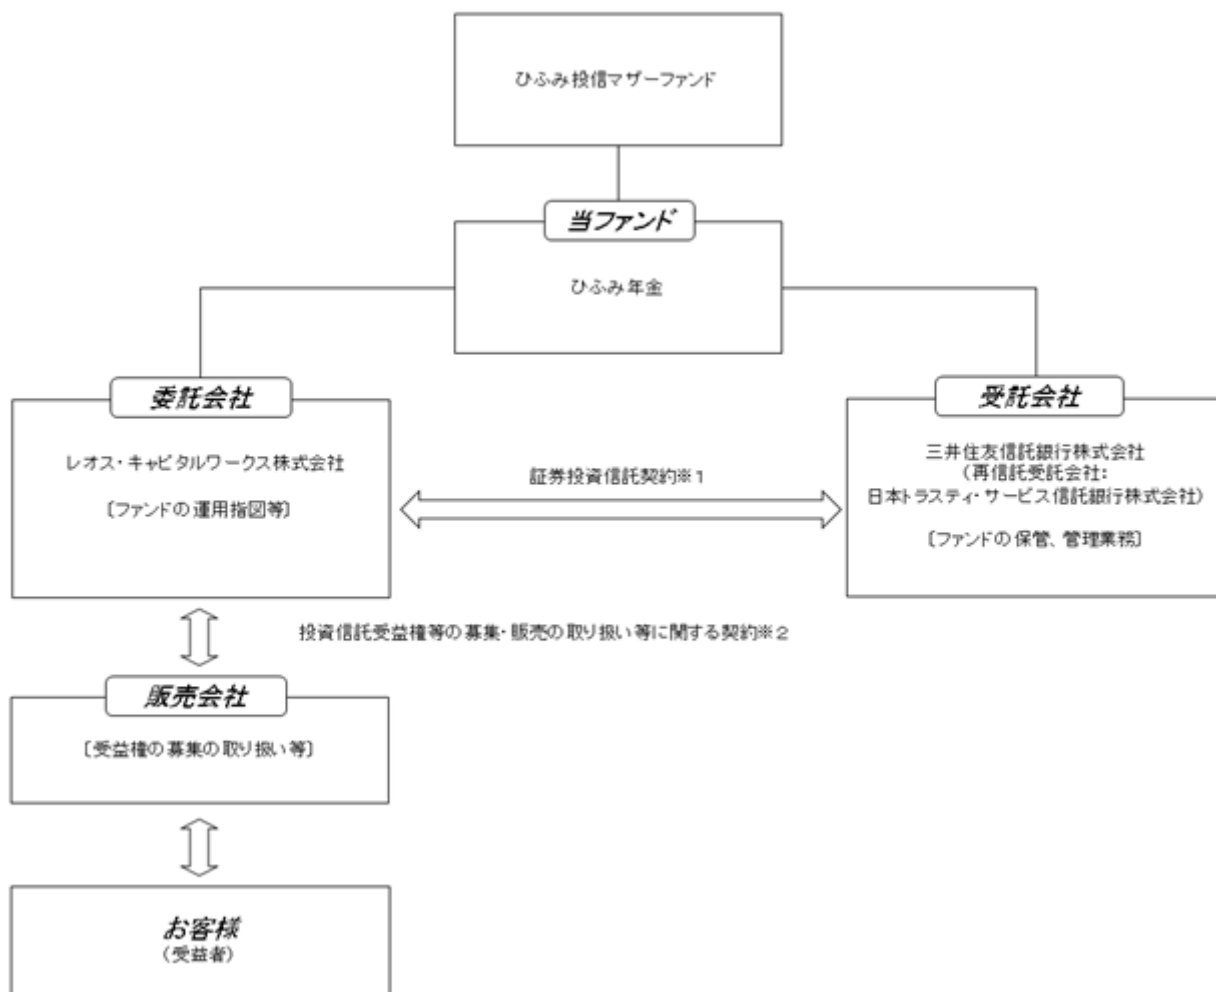 ひふみ投信マザーファンド
当ファンド
ひふみ年金
委託会社
レオス・キャピタルワークス株式会社
〔ファンドの運用指図等〕
証券投資信託契約※1
受託会社
三井住友信託銀行株式会社
（再信託受託会社：
日本トラスティ・サービス信託銀行株式会社）
〔ファンドの保管、管理業務〕
投資信託受益権等の募集・販売の取り扱い等に関する契約※2
販売会社
〔受益権の募集の取り扱い等〕
お客様
（受益者）